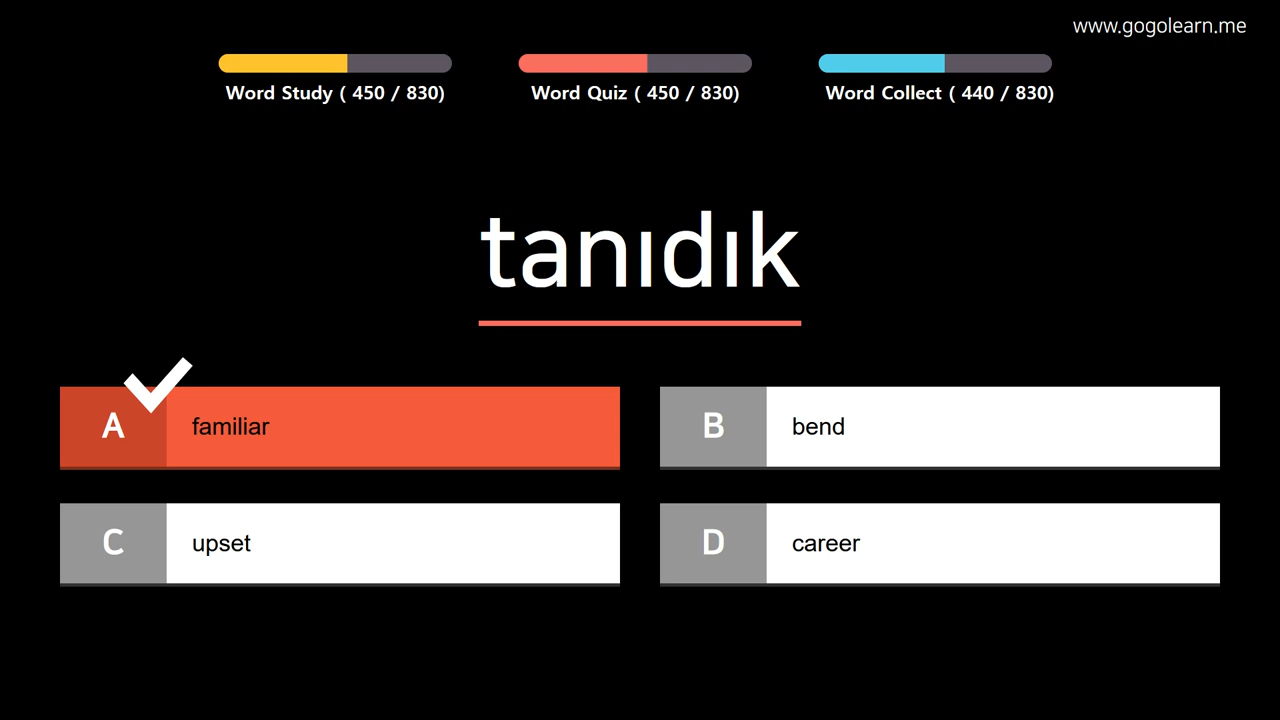 www.gogolearn.me
Word Study ( 450 / 830)
Word Quiz ( 450 / 830)
Word Collect ( 440 / 830)
tanıdık
A familiar
B bend
C upset
D career